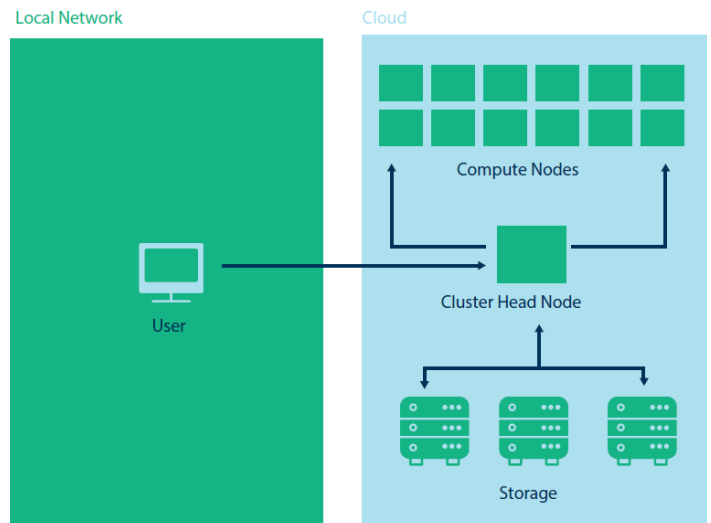 Local Network
Cloud
Compute Nodes
Cluster Head Node
User
Storage